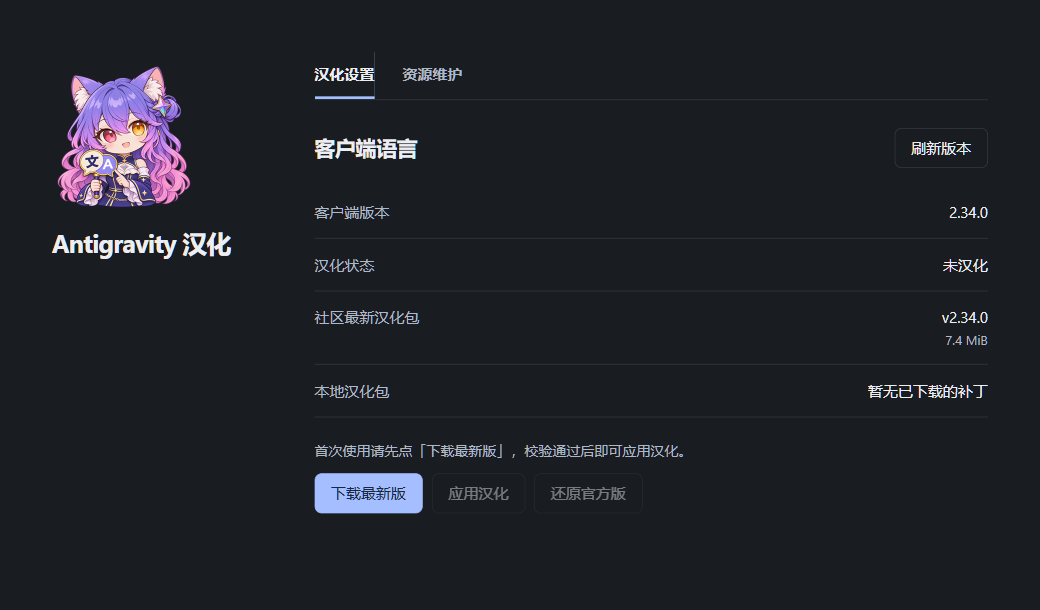 汉化设置
资源维护
文A
Antigravity 汉化
客户端语言
刷新版本
客户端版本
2.34.0
汉化状态
未汉化
社区最新汉化包
v2.34.0
7.4 MiB
本地汉化包
暂无已下载的补丁
首次使用请先点「下载最新版」，校验通过后即可应用汉化。
下载最新版
应用汉化
还原官方版